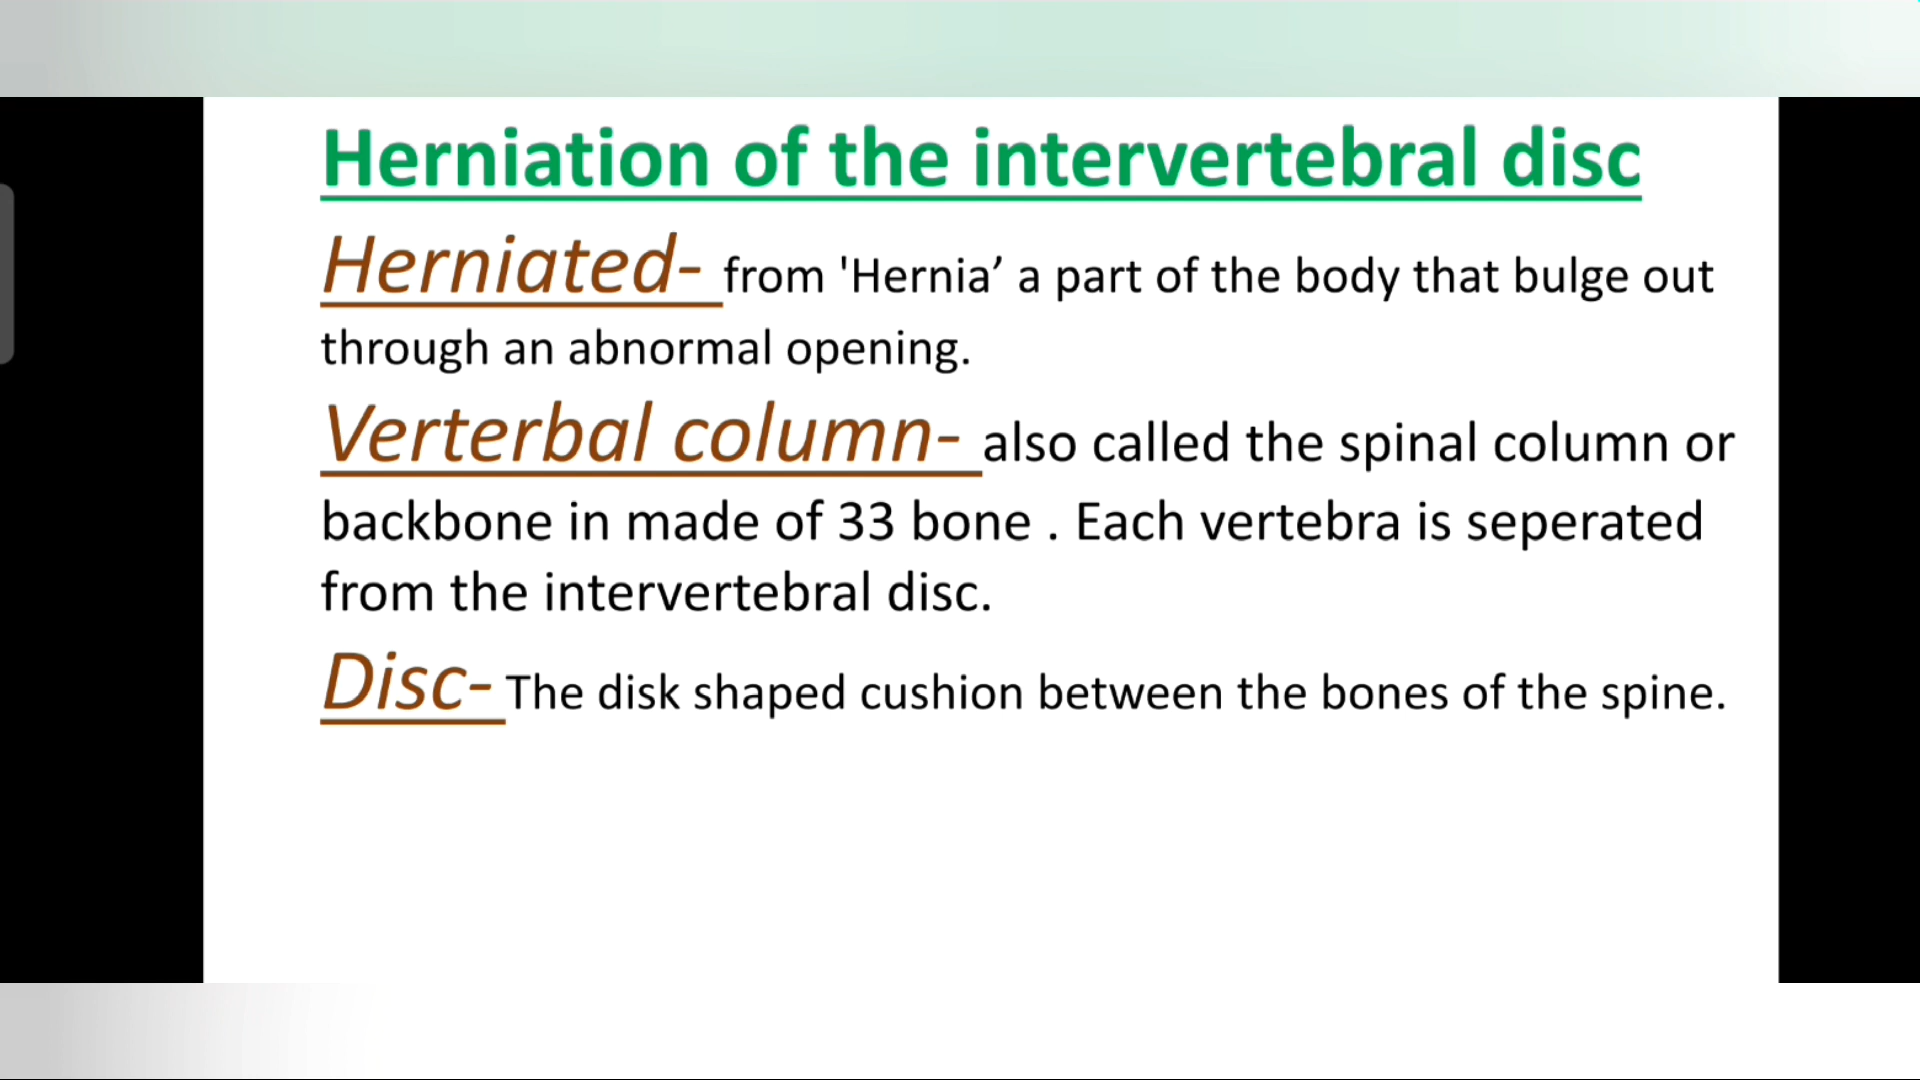 Herniation of the intervertebral disc
Herniated- from 'Hernia’ a part of the body that bulge out
through an abnormal opening.
Verterbal column- also called the spinal column or
backbone in made of 33 bone . Each vertebra is seperated
from the intervertebral disc.
Disc- The disk shaped cushion between the bones of the spine.